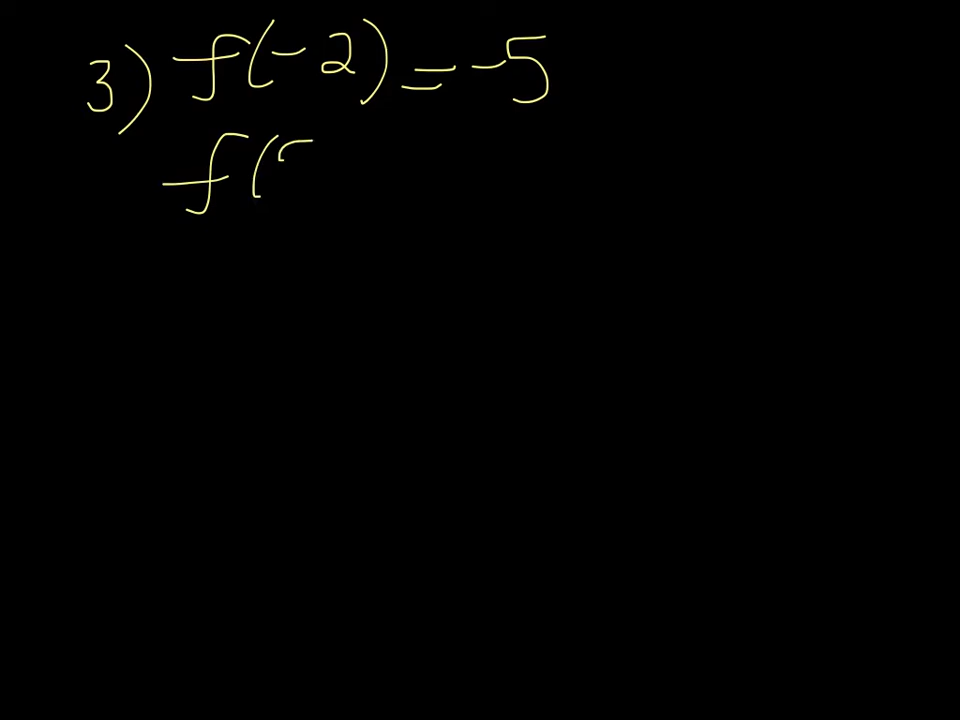 3) f(-2) = -5
f(